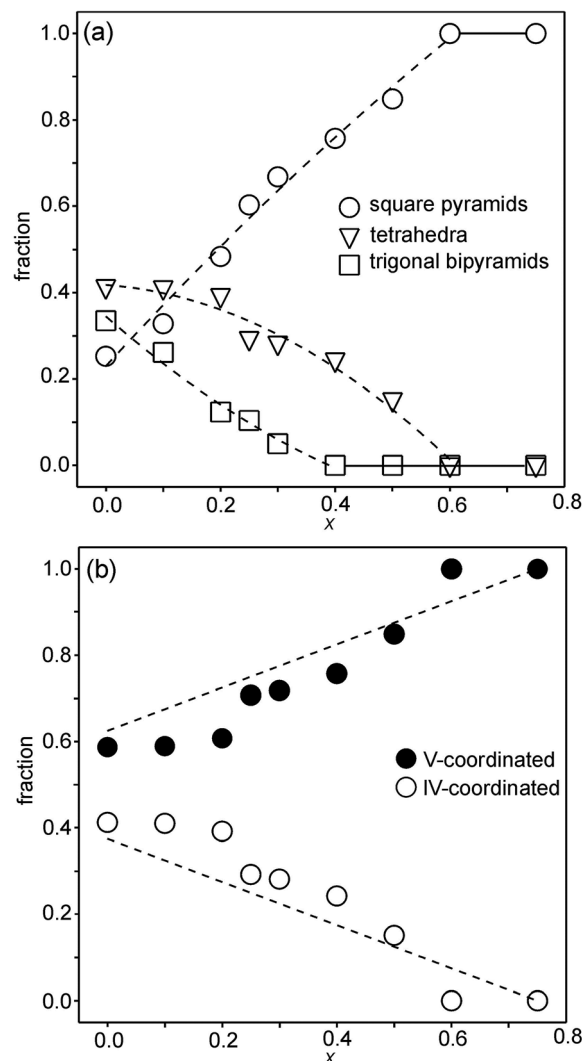 (a)
1.0
0.8
0.6
0.4
0.2
0.0
fraction
square pyramids
tetrahedra
trigonal bipyramids
0.0 0.2 0.4 0.6 0.8
x
(b)
1.0
0.8
0.6
0.4
0.2
0.0
fraction
V-coordinated
IV-coordinated
0.0 0.2 0.4 0.6 0.8
x